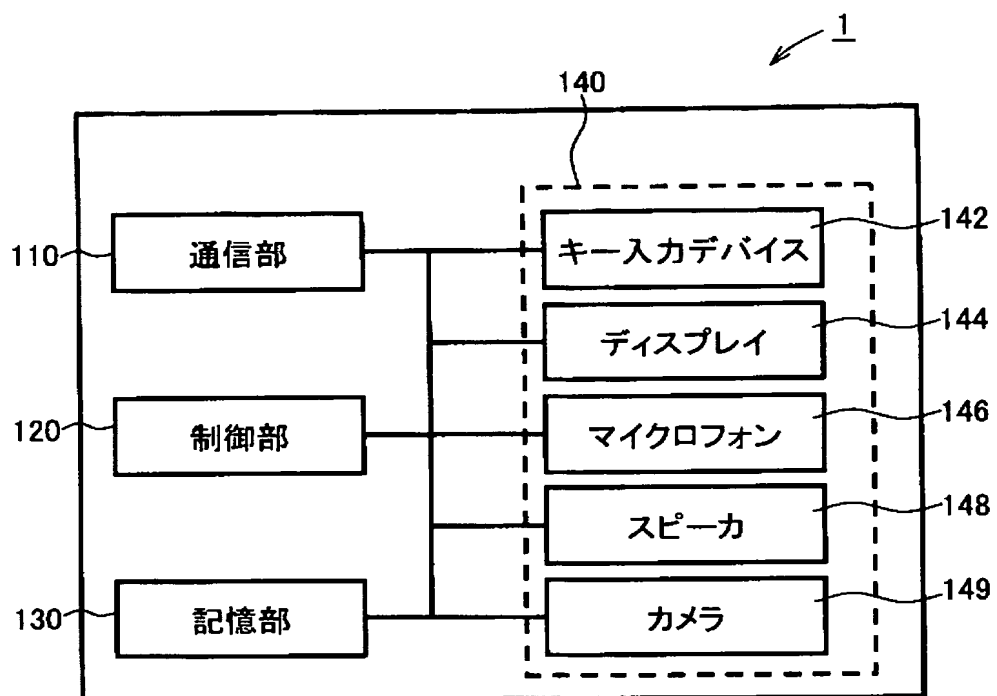 1
140
110
通信部
キー入力デバイス
142
ディスプレイ
144
120
制御部
マイクロフォン
146
スピーカ
148
130
記憶部
カメラ
149